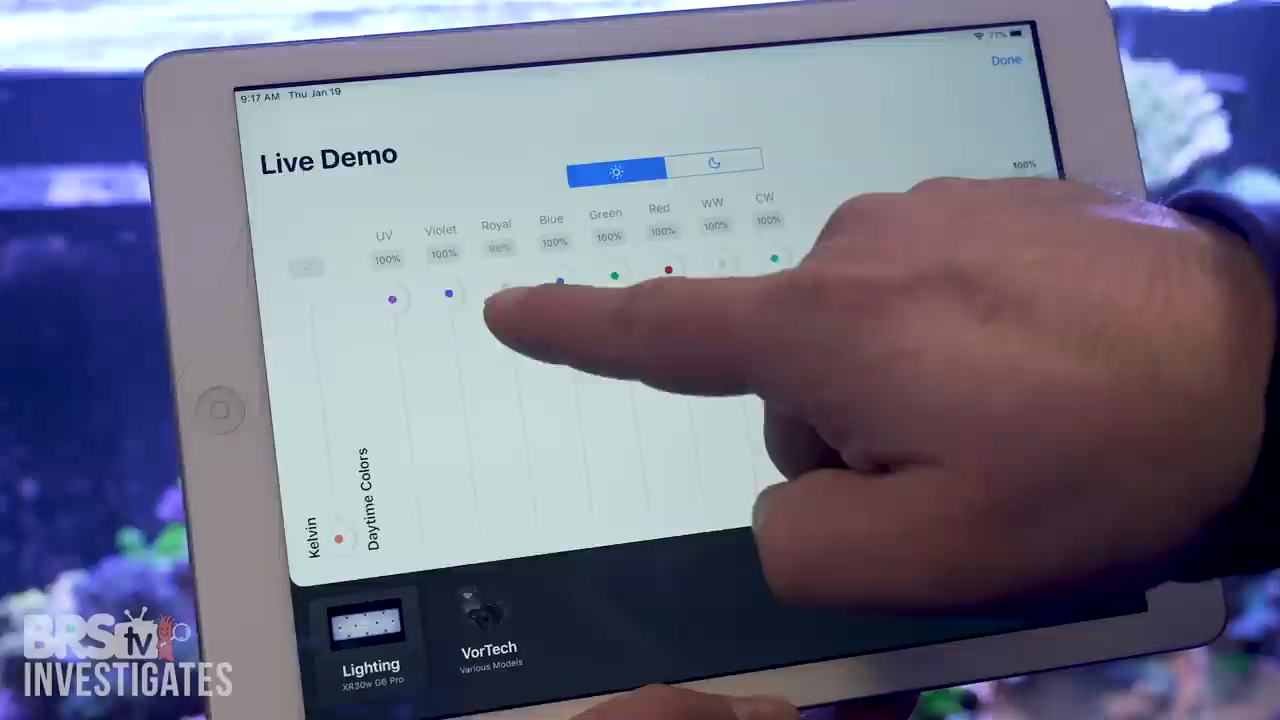 9:17 AM Thu Jan 19
77%
Done
Live Demo
100%
UV
Violet
Royal
Blue
Green
Red
WW
CW
100%
100%
100%
100%
100%
100%
100%
Kelvin
Daytime Colors
Lighting
XR30w G6 Pro
VorTech
Various Models
BRStv
INVESTIGATES